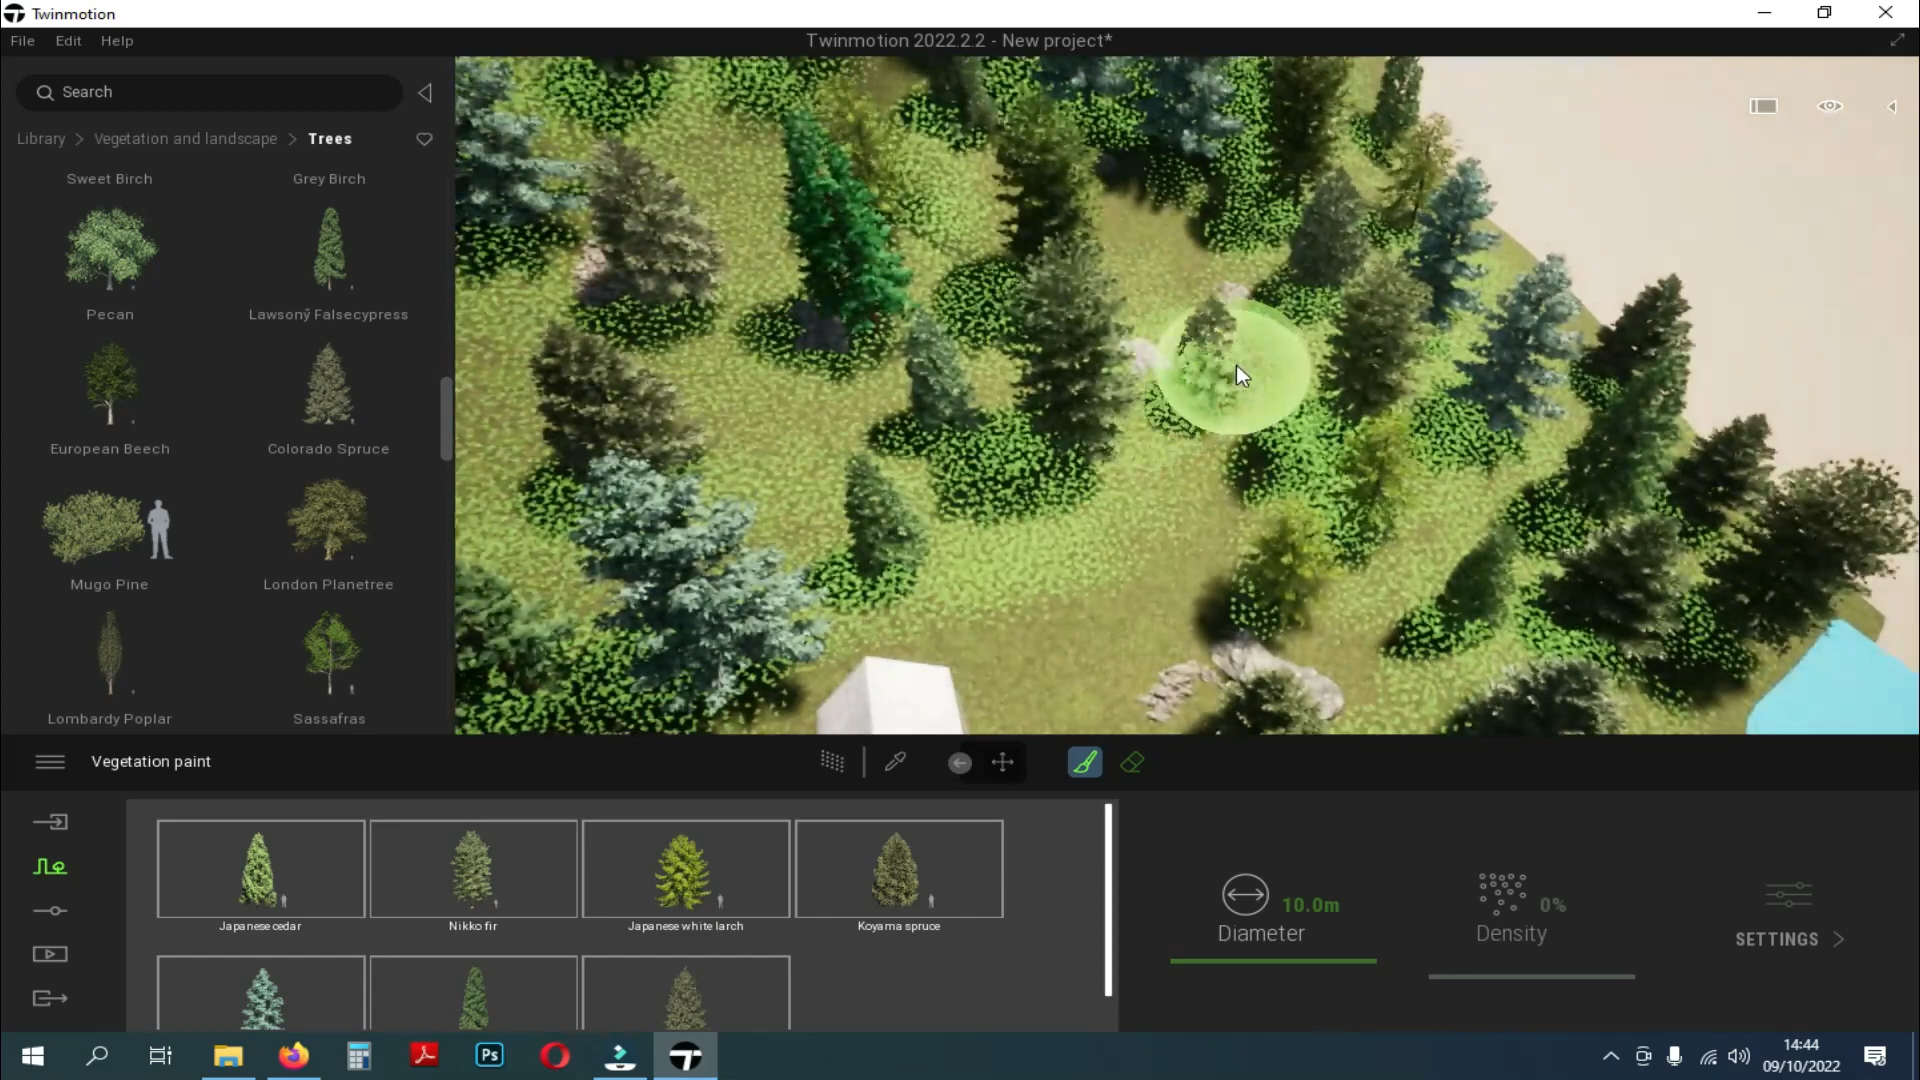 Twinmotion
File Edit Help
Twinmotion 2022.2.2 - New project*
Search
Library > Vegetation and landscape > Trees
Sweet Birch Grey Birch
Pecan Lawsonӳ Falsecypress
European Beech Colorado Spruce
Mugo Pine London Planetree
Lombardy Poplar Sassafras
Vegetation paint
Japanese cedar Nikko fir Japanese white larch Koyama spruce
10.0m
Diameter
0%
Density
SETTINGS >
Ps
14:44
09/10/2022